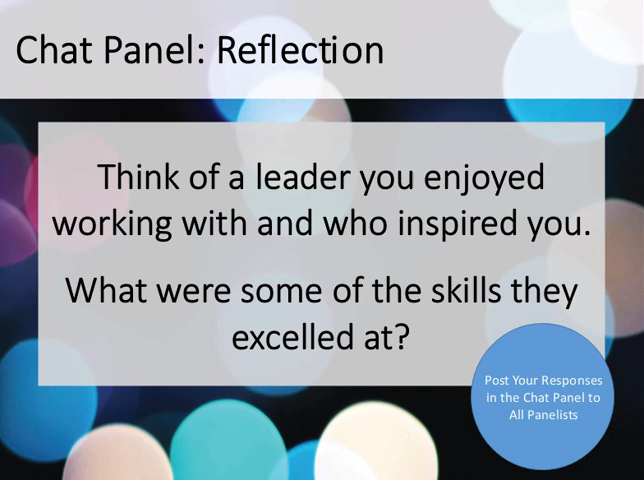 Chat Panel: Reflection
Think of a leader you enjoyed
working with and who inspired you.
What were some of the skills they
excelled at?
Post Your Responses
in the Chat Panel to
All Panelists